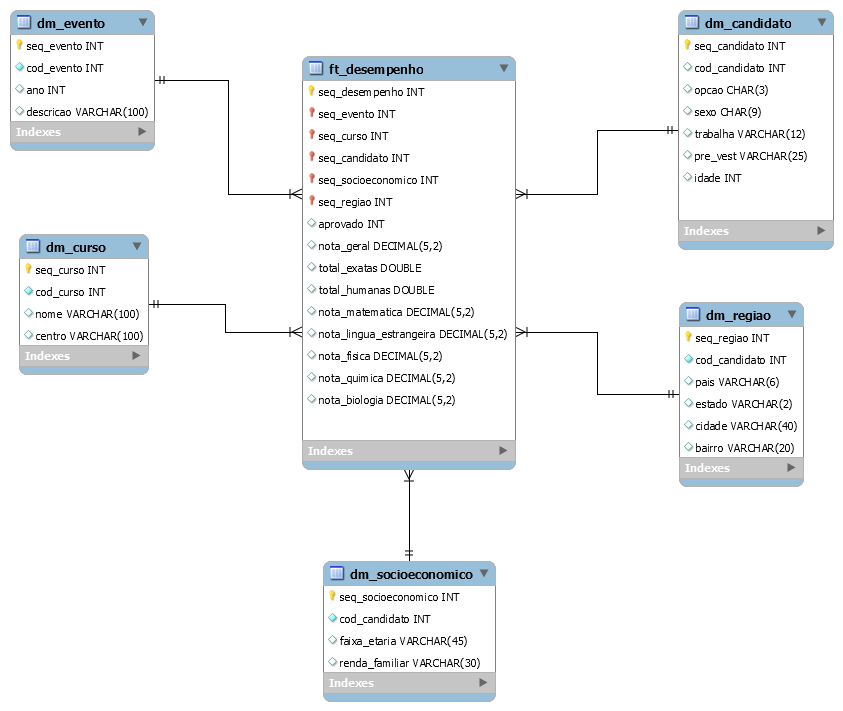 dm_evento
seq_evento INT
cod_evento INT
ano INT
descricao VARCHAR(100)
Indexes
dm_curso
seq_curso INT
cod_curso INT
nome VARCHAR(100)
centro VARCHAR(100)
Indexes
ft_desempenho
seq_desempenho INT
seq_evento INT
seq_curso INT
seq_candidato INT
seq_socioeconomico INT
seq_regiao INT
aprovado INT
nota_geral DECIMAL(5,2)
total_exatas DOUBLE
total_humanas DOUBLE
nota_matematica DECIMAL(5,2)
nota_lingua_estrangeira DECIMAL(5,2)
nota_fisica DECIMAL(5,2)
nota_quimica DECIMAL(5,2)
nota_biologia DECIMAL(5,2)
Indexes
dm_candidato
seq_candidato INT
cod_candidato INT
opcao CHAR(3)
sexo CHAR(9)
trabalha VARCHAR(12)
pre_vest VARCHAR(25)
idade INT
Indexes
dm_regiao
seq_regiao INT
cod_candidato INT
pais VARCHAR(6)
estado VARCHAR(2)
cidade VARCHAR(40)
bairro VARCHAR(20)
Indexes
dm_socioeconomico
seq_socioeconomico INT
cod_candidato INT
faixa_etaria VARCHAR(45)
renda_familiar VARCHAR(30)
Indexes